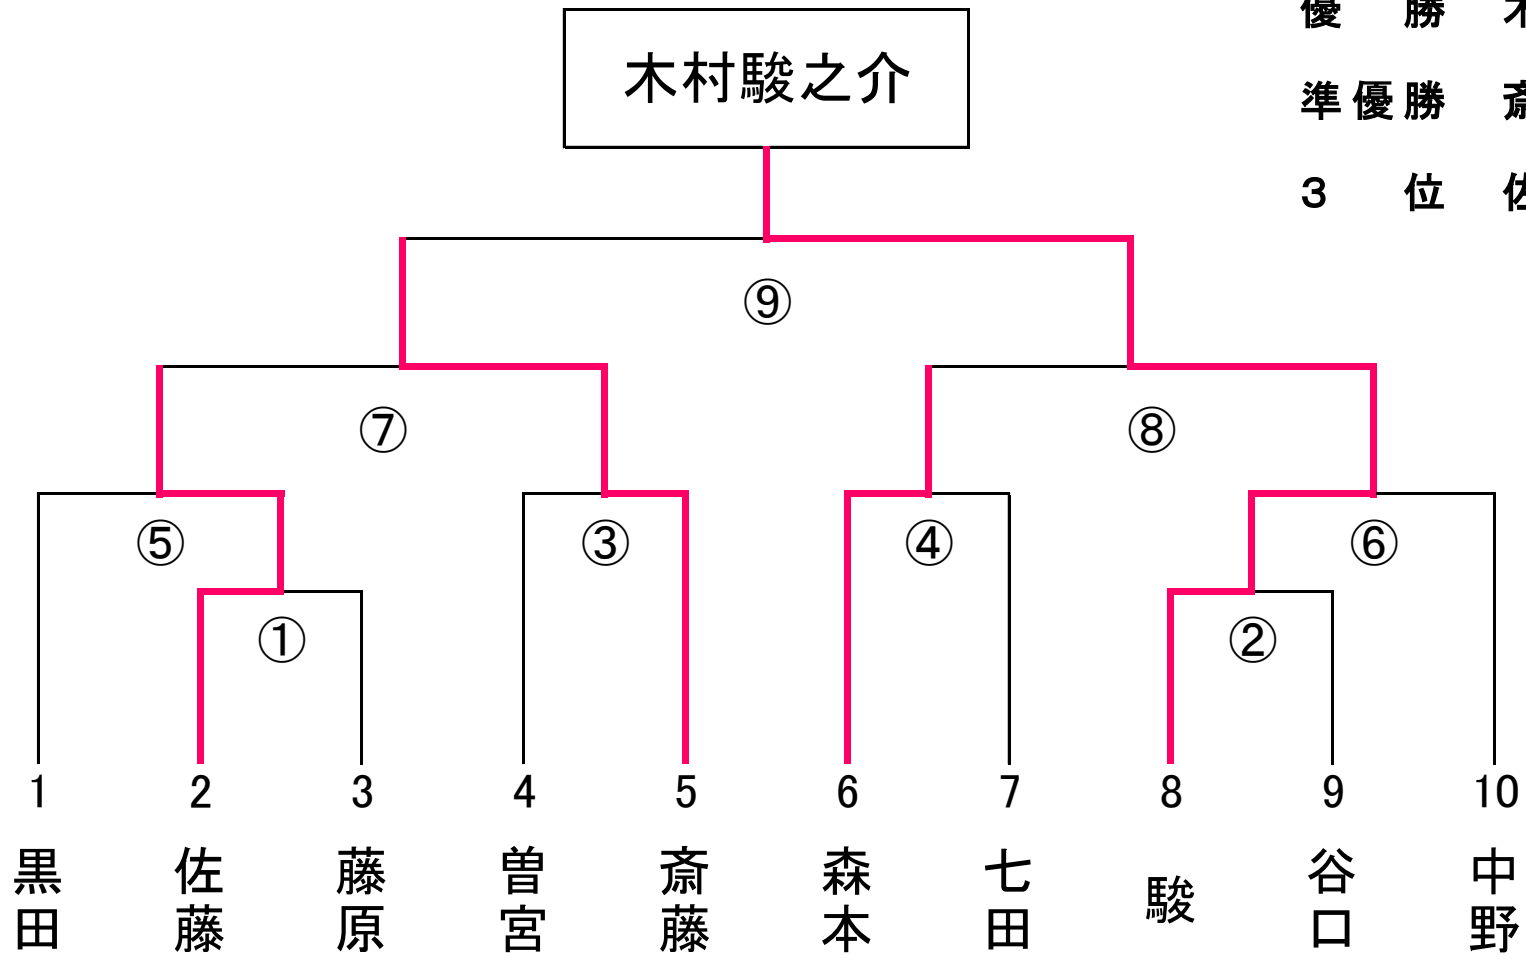 優勝
木村駿之介
準優勝
3位
⑨
⑦ ⑧
⑤ ③ ④ ⑥
① ②
1 2 3 4 5 6 7 8 9 10
黒田 佐藤 藤原 曽宮 斎藤 森本 七田 駿 谷口 中野